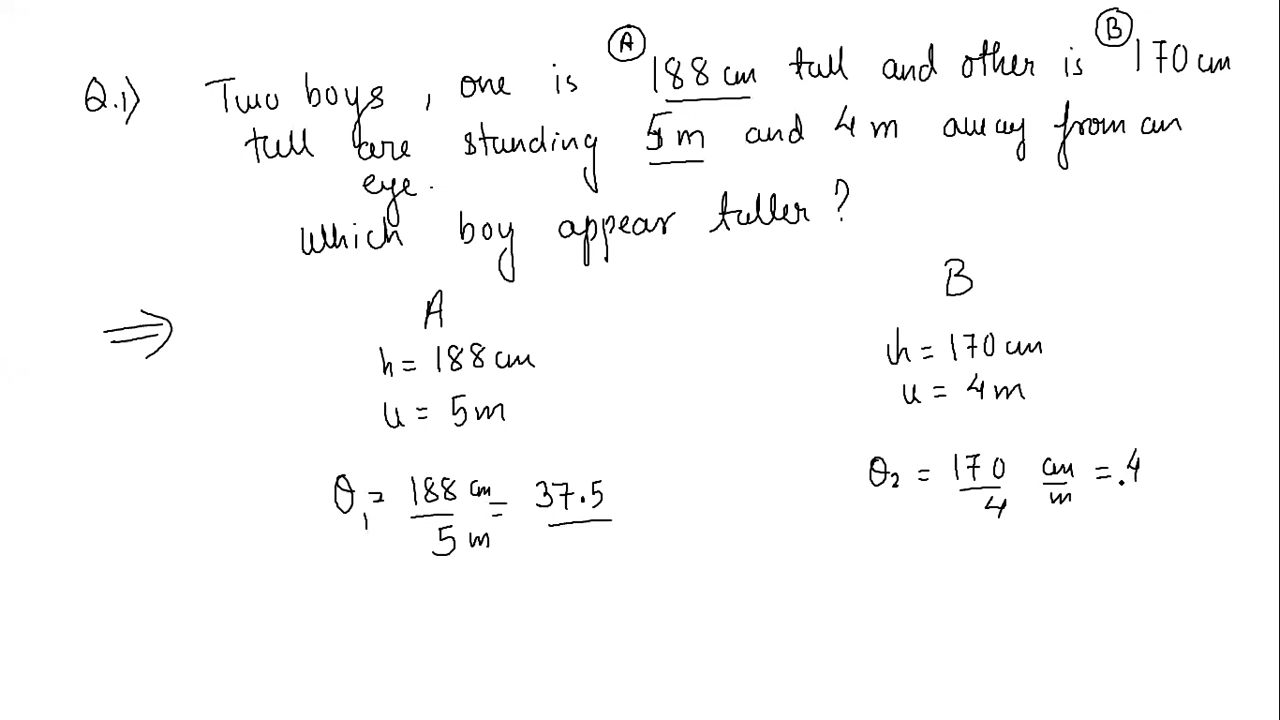 Q.1) Two boys, one is Ⓐ 188 cm tall and other is Ⓑ 170 cm
tall are standing 5m and 4m away from an
eye.
Which boy appear taller?
⇒ A B
h = 188 cm h = 170 cm
u = 5m u = 4m
θ₁ = 188 cm / 5 m = 37.5 θ₂ = 170/4 cm/m = .4